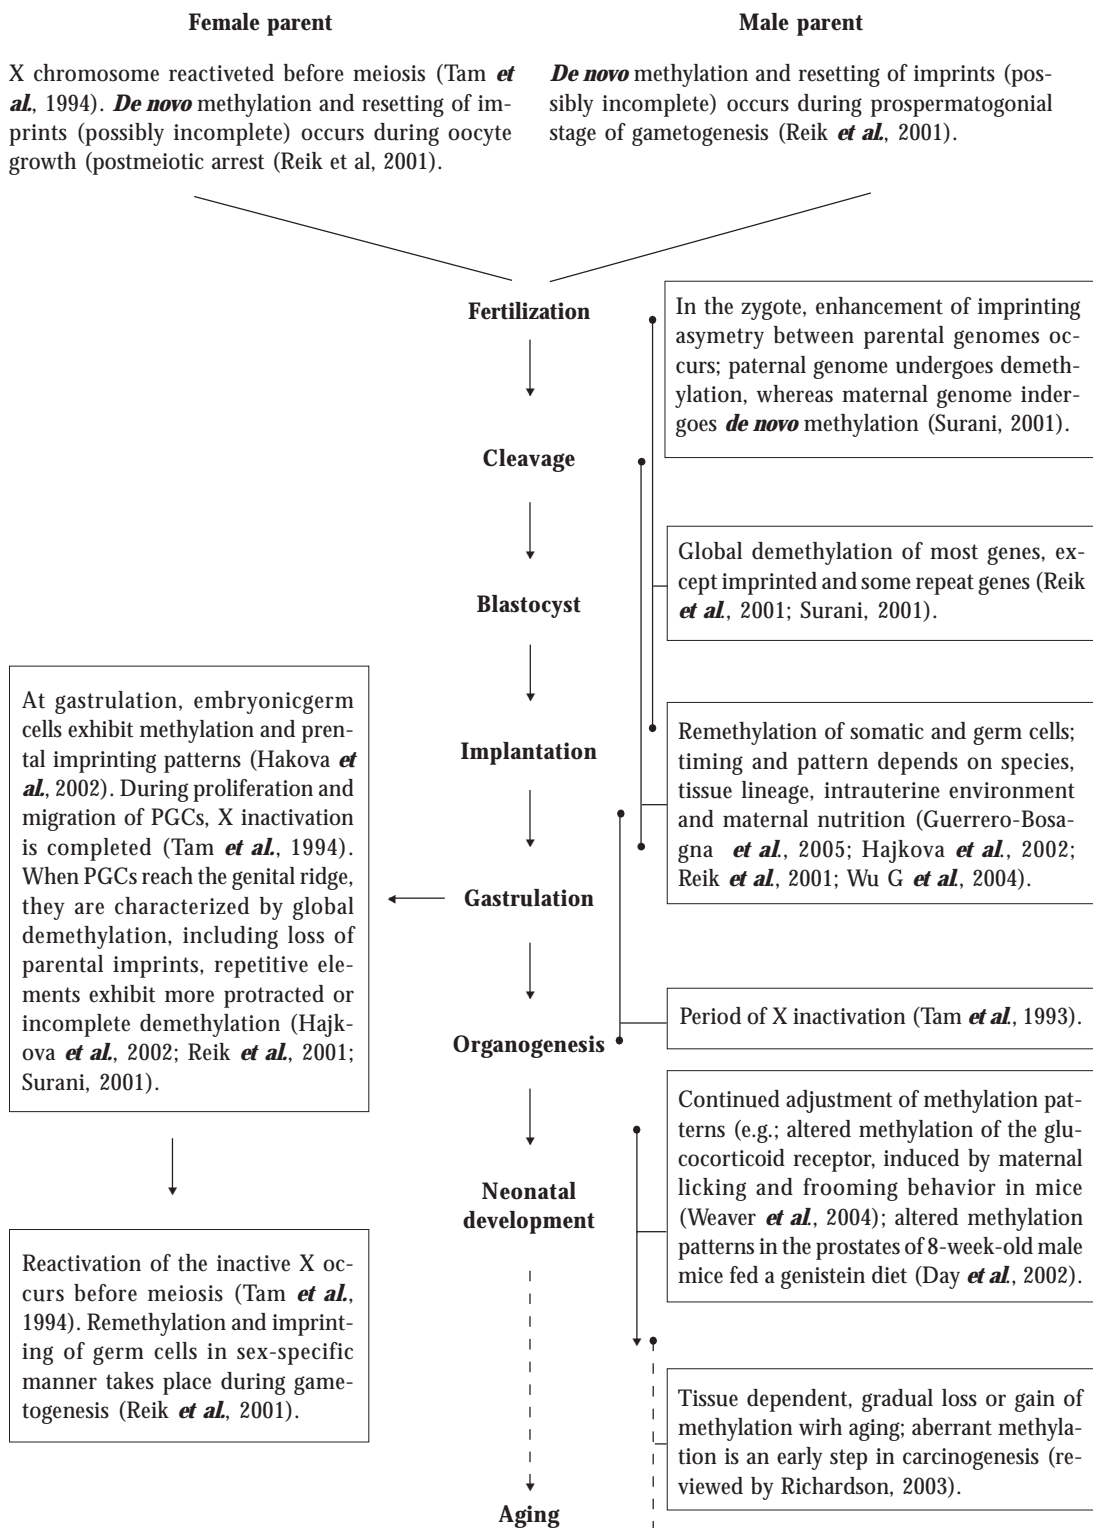 Female parent
X chromosome reactiveted before meiosis (Tam et
al., 1994). De novo methylation and resetting of im-
prints (possibly incomplete) occurs during oocyte
growth (postmeiotic arrest (Reik et al, 2001).
Male parent
De novo methylation and resetting of imprints (pos-
sibly incomplete) occurs during prospermatogonial
stage of gametogenesis (Reik et al., 2001).
Fertilization
In the zygote, enhancement of imprinting
asymetry between parental genomes oc-
curs; paternal genome undergoes demeth-
ylation, whereas maternal genome inder-
goes de novo methylation (Surani, 2001).
Cleavage
Global demethylation of most genes, ex-
cept imprinted and some repeat genes (Reik
et al., 2001; Surani, 2001).
Blastocyst
Implantation
Remethylation of somatic and germ cells;
timing and pattern depends on species,
tissue lineage, intrauterine environment
and maternal nutrition (Guerrero-Bosa-
gna et al., 2005; Hajkova et al., 2002;
Reik et al., 2001; Wu G et al., 2004).
At gastrulation, embryonicgerm
cells exhibit methylation and pren-
tal imprinting patterns (Hakova et
al., 2002). During proliferation and
migration of PGCs, X inactivation
is completed (Tam et al., 1994).
When PGCs reach the genital ridge,
they are characterized by global
demethylation, including loss of
parental imprints, repetitive ele-
ments exhibit more protracted or
incomplete demethylation (Hajk-
ova et al., 2002; Reik et al., 2001;
Surani, 2001).
Gastrulation
Period of X inactivation (Tam et al., 1993).
Organogenesis
Continued adjustment of methylation pat-
terns (e.g.; altered methylation of the glu-
cocorticoid receptor, induced by maternal
licking and frooming behavior in mice
(Weaver et al., 2004); altered methylation
patterns in the prostates of 8-week-old male
mice fed a genistein diet (Day et al., 2002).
Neonatal
development
Reactivation of the inactive X oc-
curs before meiosis (Tam et al.,
1994). Remethylation and imprint-
ing of germ cells in sex-specific
manner takes place during game-
togenesis (Reik et al., 2001).
Tissue dependent, gradual loss or gain of
methylation wirh aging; aberrant methyla-
tion is an early step in carcinogenesis (re-
viewed by Richardson, 2003).
Aging